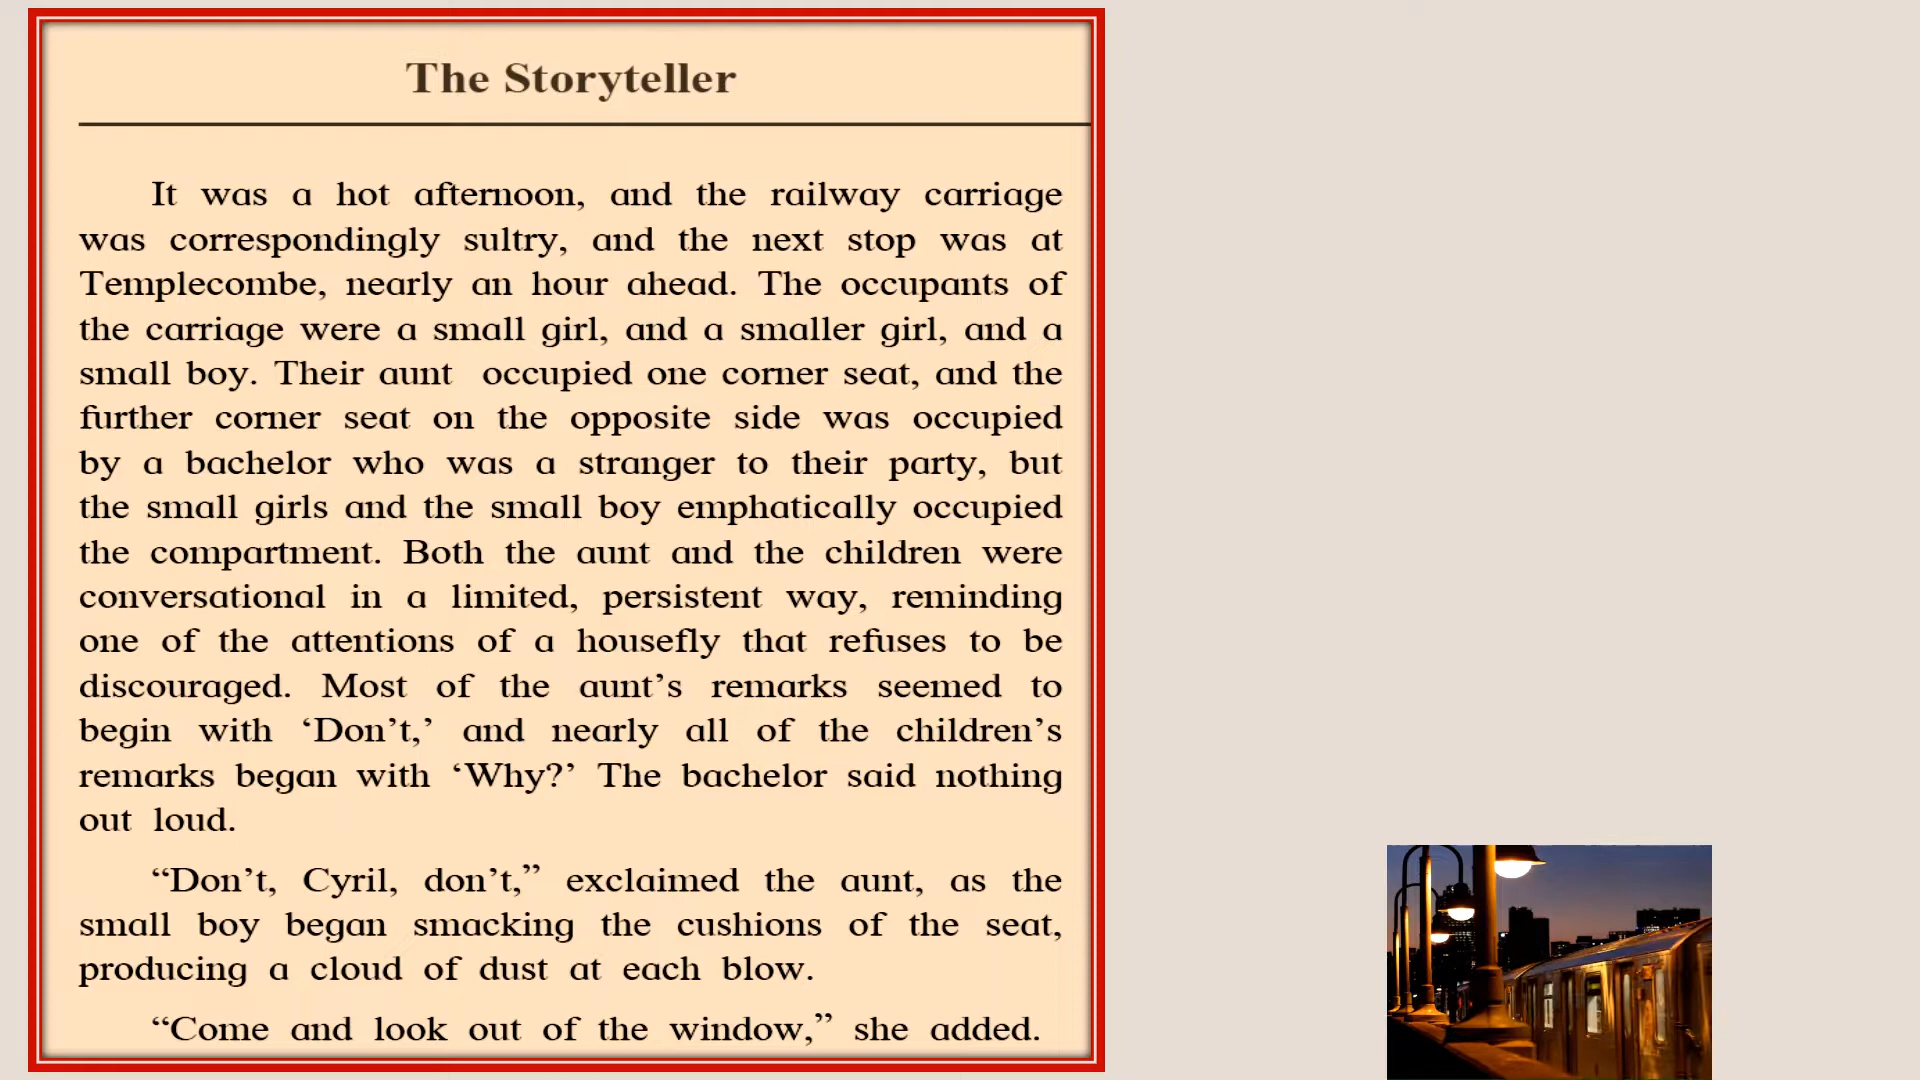 The Storyteller
It was a hot afternoon, and the railway carriage
was correspondingly sultry, and the next stop was at
Templecombe, nearly an hour ahead. The occupants of
the carriage were a small girl, and a smaller girl, and a
small boy. Their aunt occupied one corner seat, and the
further corner seat on the opposite side was occupied
by a bachelor who was a stranger to their party, but
the small girls and the small boy emphatically occupied
the compartment. Both the aunt and the children were
conversational in a limited, persistent way, reminding
one of the attentions of a housefly that refuses to be
discouraged. Most of the aunt’s remarks seemed to
begin with ‘Don’t,’ and nearly all of the children’s
remarks began with ‘Why?’ The bachelor said nothing
out loud.
“Don’t, Cyril, don’t,” exclaimed the aunt, as the
small boy began smacking the cushions of the seat,
producing a cloud of dust at each blow.
“Come and look out of the window,” she added.